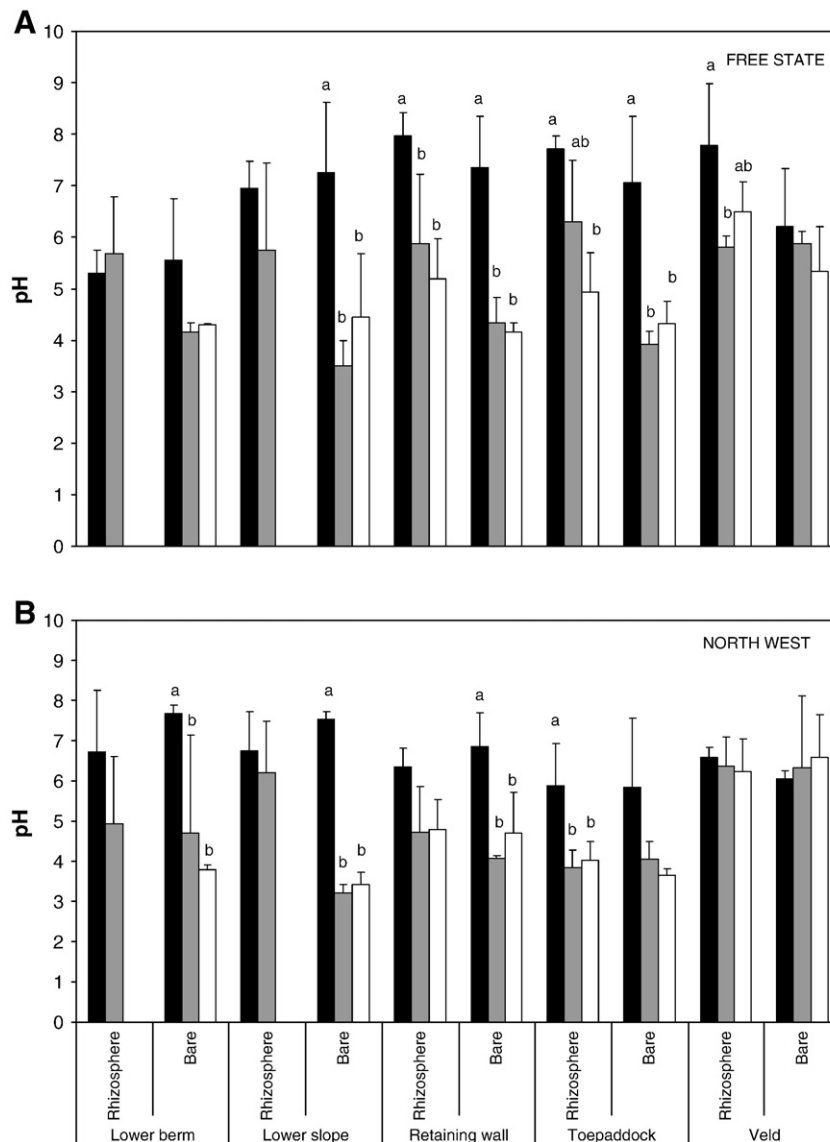 A
FREE STATE
10
9
8
7
6
5
4
3
2
1
0
pH
a
a
a
a
a
a
b
ab
ab
b
b
b
b
b
b
b
b
b
B
NORTH WEST
10
9
8
7
6
5
4
3
2
1
0
pH
a
a
a
a
b
b
b
b
b
b
b
b
Rhizosphere Bare Rhizosphere Bare Rhizosphere Bare Rhizosphere Bare Rhizosphere Bare
Lower berm Lower slope Retaining wall Toepaddock Veld